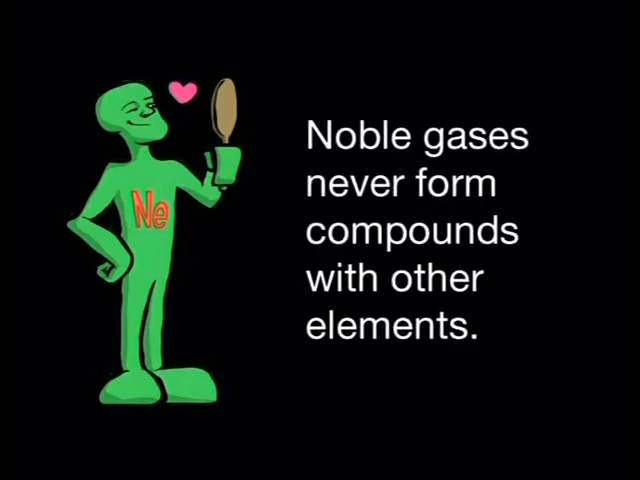 Ne
Noble gases
never form
compounds
with other
elements.